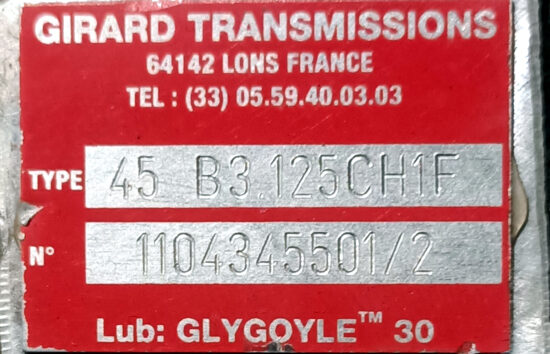 GIRARD TRANSMISSIONS
64142 LONS FRANCE
TEL : (33) 05.59.40.03.03
TYPE 45 B3.125CH1F
N° 1104345501/2
Lub: GLYGOYLE™ 30